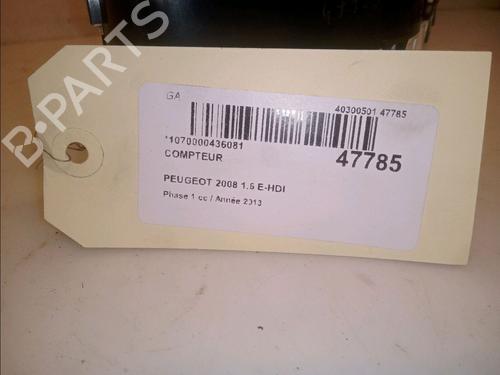 GA
40300501 47785
*1070000436081
COMPTEUR
47785
PEUGEOT 2008 1.6 E-HDI
Phase 1 cc / Année 2013
B-PARTS